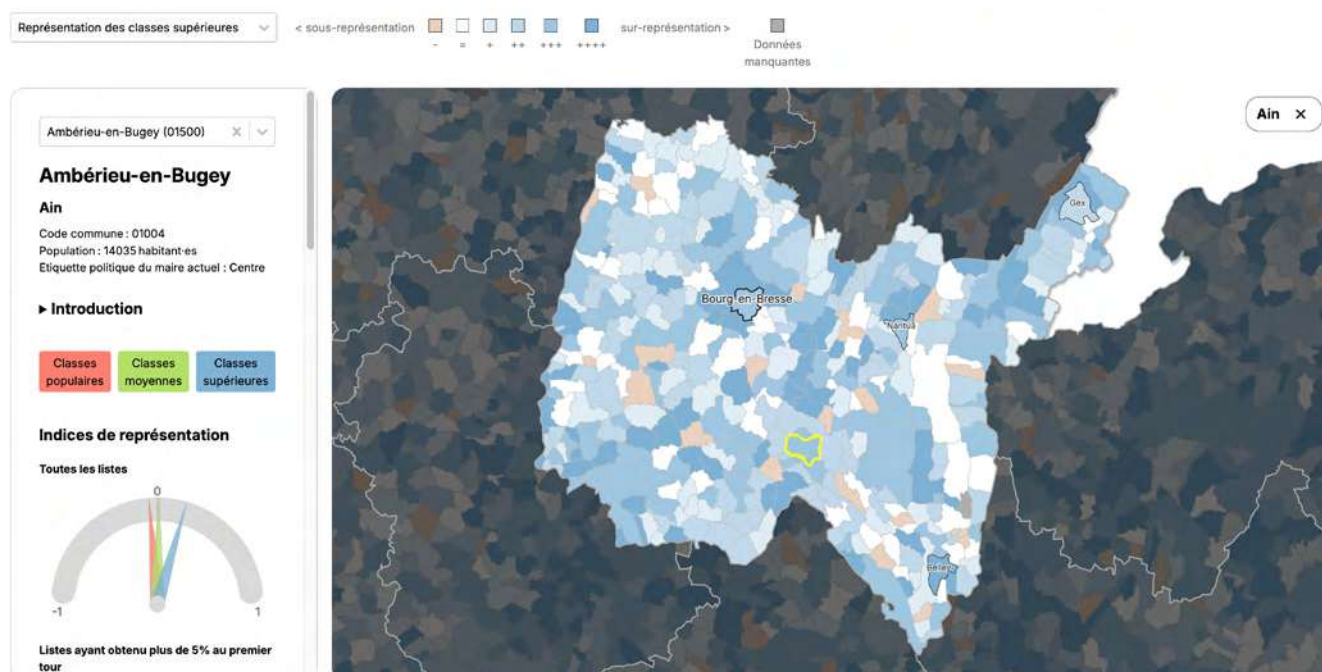 Représentation des classes supérieures
< sous-représentation
sur-représentation >
- = + ++ +++ ++++
Données
manquantes
Ambérieu-en-Bugey (01500)
Ambérieu-en-Bugey
Ain
Code commune : 01004
Population : 14035 habitant·es
Etiquette politique du maire actuel : Centre
▸ Introduction
Classes
populaires
Classes
moyennes
Classes
supérieures
Indices de représentation
Toutes les listes
0
-1
1
Listes ayant obtenu plus de 5% au premier
tour
Ain ×
Gex
Bourg-en-Bresse
Nantua
Belley